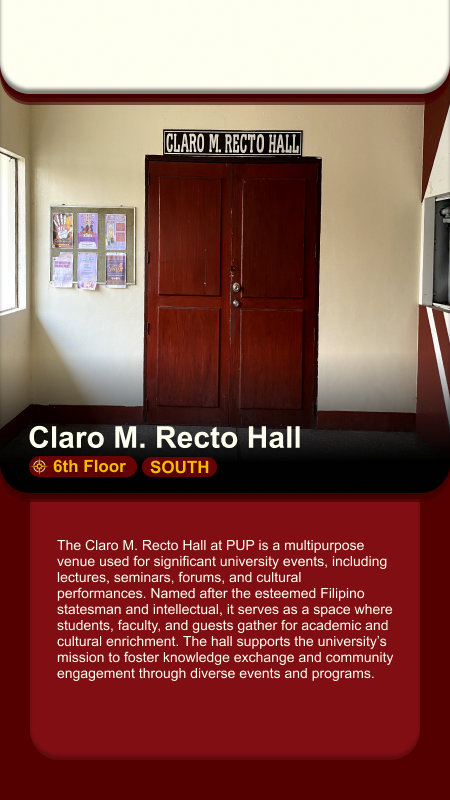 CLARO M. RECTO HALL
Claro M. Recto Hall
6th Floor SOUTH
The Claro M. Recto Hall at PUP is a multipurpose
venue used for significant university events, including
lectures, seminars, forums, and cultural
performances. Named after the esteemed Filipino
statesman and intellectual, it serves as a space where
students, faculty, and guests gather for academic and
cultural enrichment. The hall supports the university’s
mission to foster knowledge exchange and community
engagement through diverse events and programs.